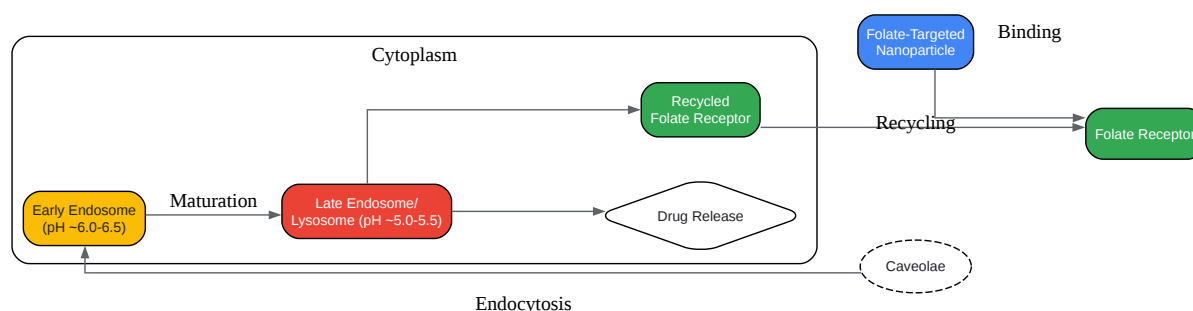 Folate-Targeted
Nanoparticle
Binding
Cytoplasm
Recycled
Folate Receptor
Recycling
Folate Receptor
Early Endosome
(pH ~6.0-6.5)
Maturation
Late Endosome/
Lysosome (pH ~5.0-5.5)
Drug Release
Caveolae
Endocytosis